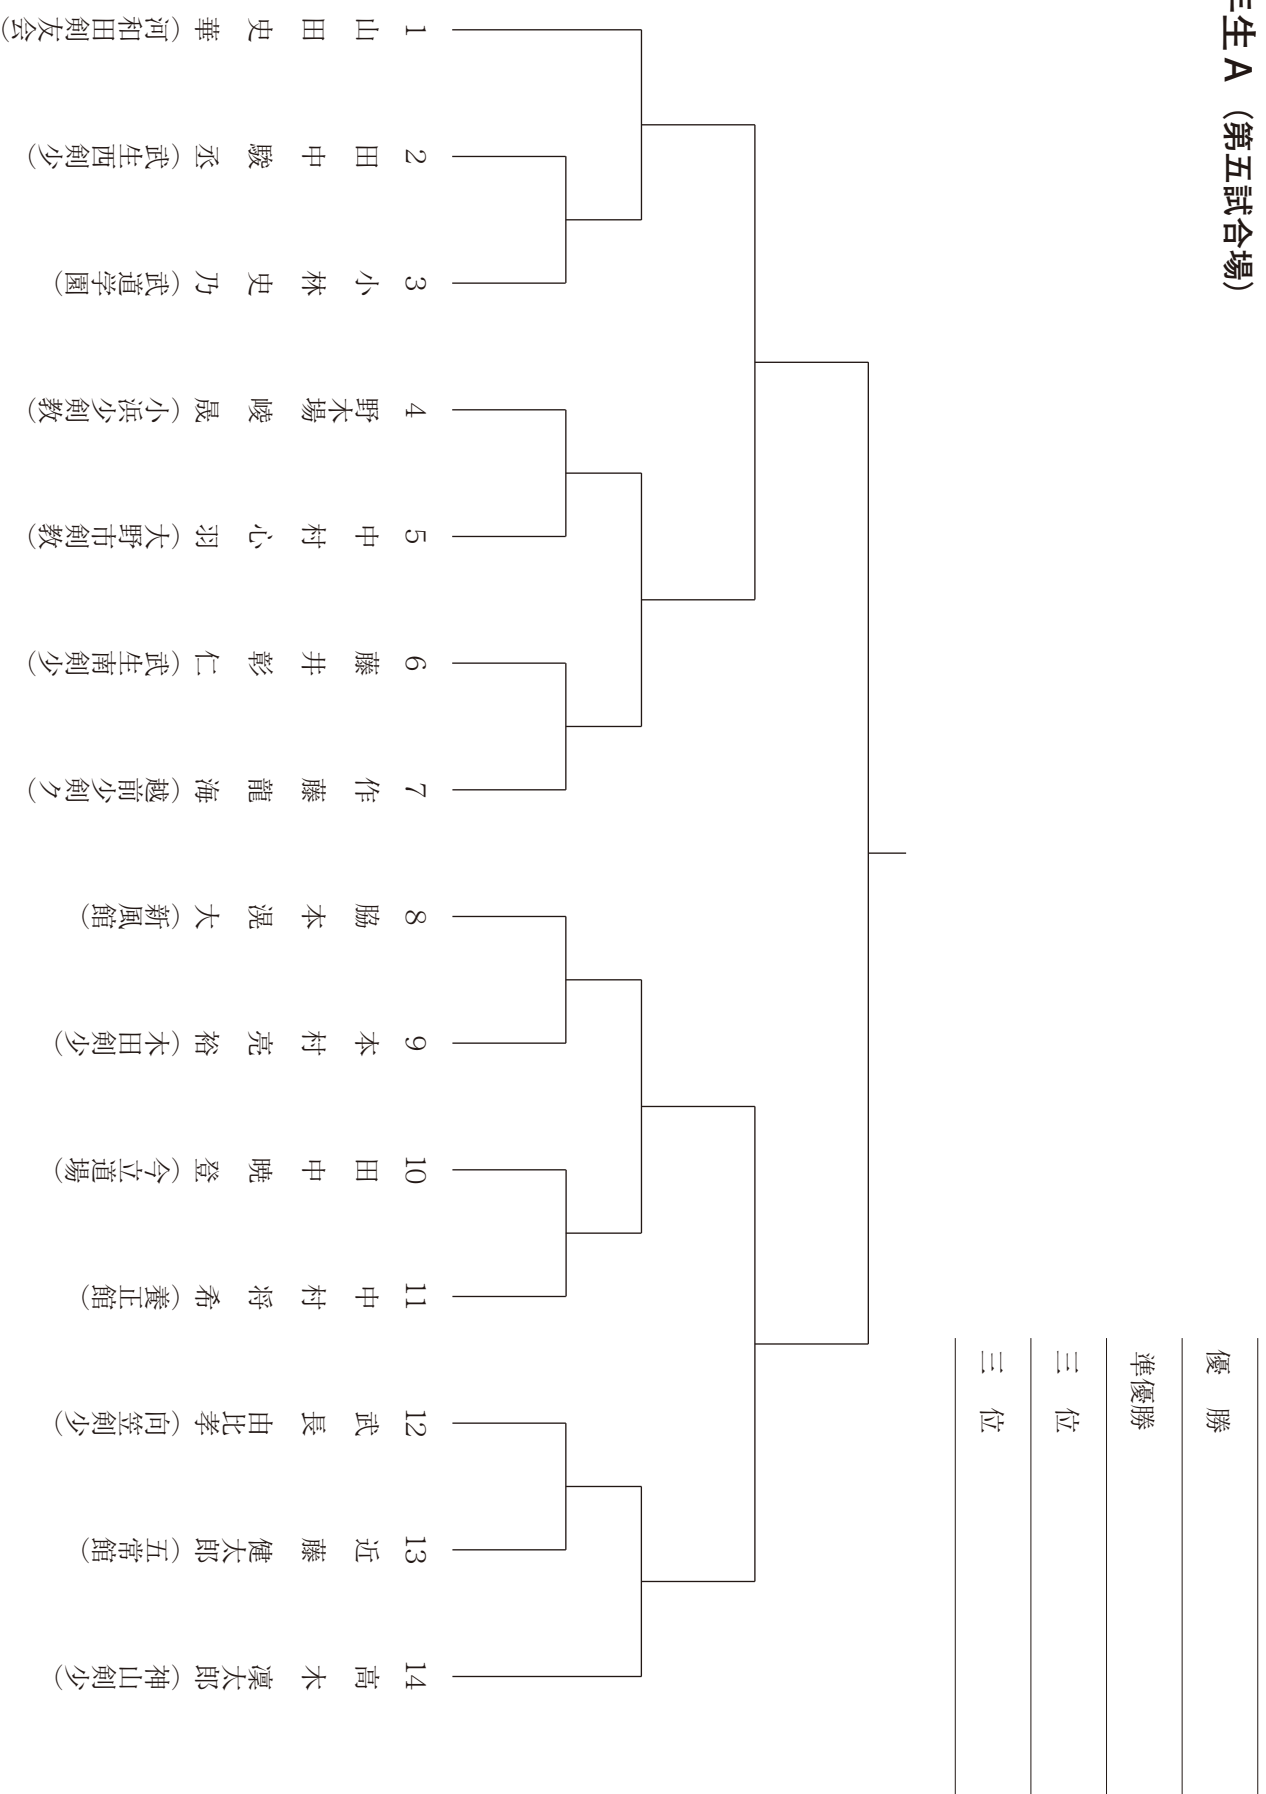 年生A（第五試合場）
優勝
準優勝
三位
三位
1 山田史華（河和田剣友会）
2 田中駿丞（武生西剣少）
3 小林史乃（武道学園）
4 野木場崚晟（小浜少剣教）
5 中村心羽（大野市剣教）
6 藤井彰仁（武生南剣少）
7 作藤龍海（越前少剣ク）
8 脇本滉大（新風館）
9 本村亮裕（木田剣少）
10 田中暁登（今立道場）
11 中村将希（養正館）
12 武長由比孝（向笠剣少）
13 近藤健太郎（五常館）
14 高木凜太郎（神山剣少）